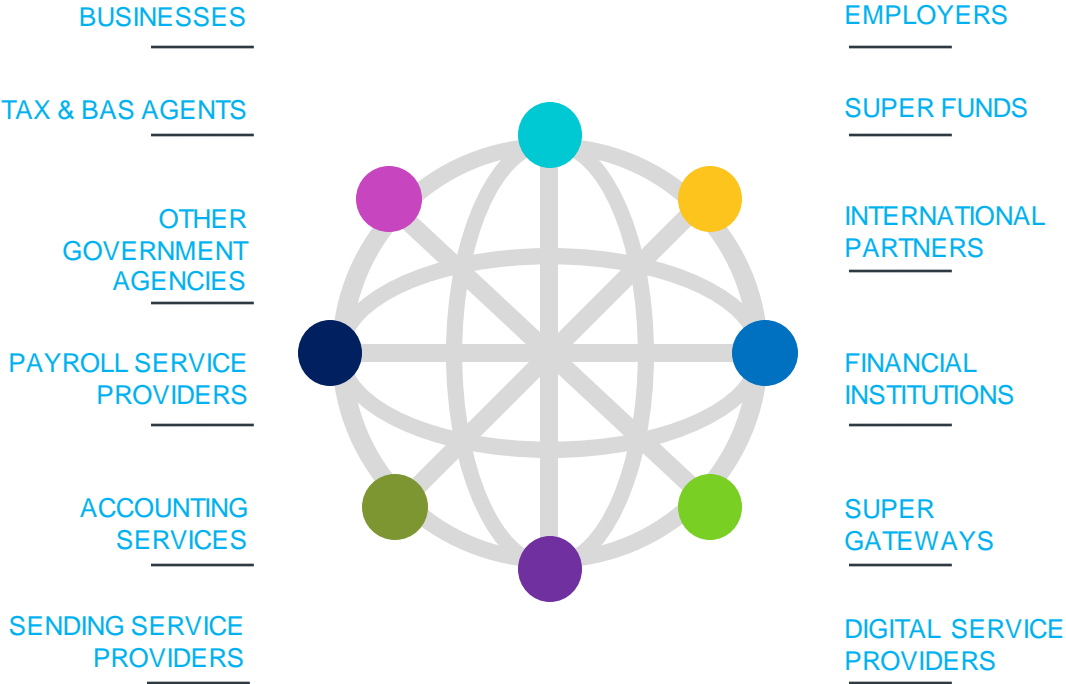 BUSINESSES
TAX & BAS AGENTS
OTHER
GOVERNMENT
AGENCIES
PAYROLL SERVICE
PROVIDERS
ACCOUNTING
SERVICES
SENDING SERVICE
PROVIDERS
EMPLOYERS
SUPER FUNDS
INTERNATIONAL
PARTNERS
FINANCIAL
INSTITUTIONS
SUPER
GATEWAYS
DIGITAL SERVICE
PROVIDERS